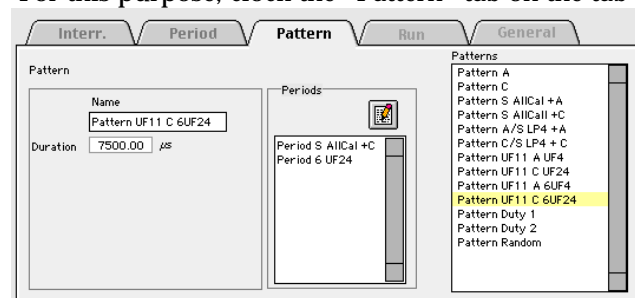 For this purpose, clock the "Pattern" tab on the tab
Interr. Period Pattern Run General
Pattern
Name
Pattern UF11 C 6UF24
Duration 7500.00 µs
Periods
Period S AllCal +C
Period 6 UF24
Patterns
Pattern A
Pattern C
Pattern S AllCal +A
Pattern S AllCall +C
Pattern A/S LP4 +A
Pattern C/S LP4 + C
Pattern UF11 A UF4
Pattern UF11 C UF24
Pattern UF11 A 6UF4
Pattern UF11 C 6UF24
Pattern Duty 1
Pattern Duty 2
Pattern Random